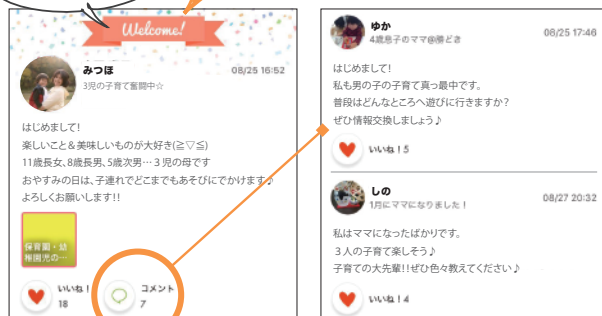 Welcome!
みつほ
08/25 16:52
3児の子育て奮闘中☆
はじめまして!
楽しいこと&美味しいものが大好き(≧▽≦)
11歳長女、8歳長男、5歳次男…３児の母です
おやすみの日は、子連れでどこまでもあそびにでかけます♪
よろしくお願いします!!
保育園・幼
稚園児の…
いいね!
18
コメント
7
ゆか
08/25 17:46
4歳息子のママ@勝どき
はじめまして!
私も男の子の子育て真っ最中です。
普段はどんなところへ遊びに行きますか?
ぜひ情報交換しましょう♪
いいね!5
しの
08/27 20:32
1月にママになりました!
私はママになったばかりです。
３人の子育て楽しそう♪
子育ての大先輩!!ぜひ色々教えてください♪
いいね!4